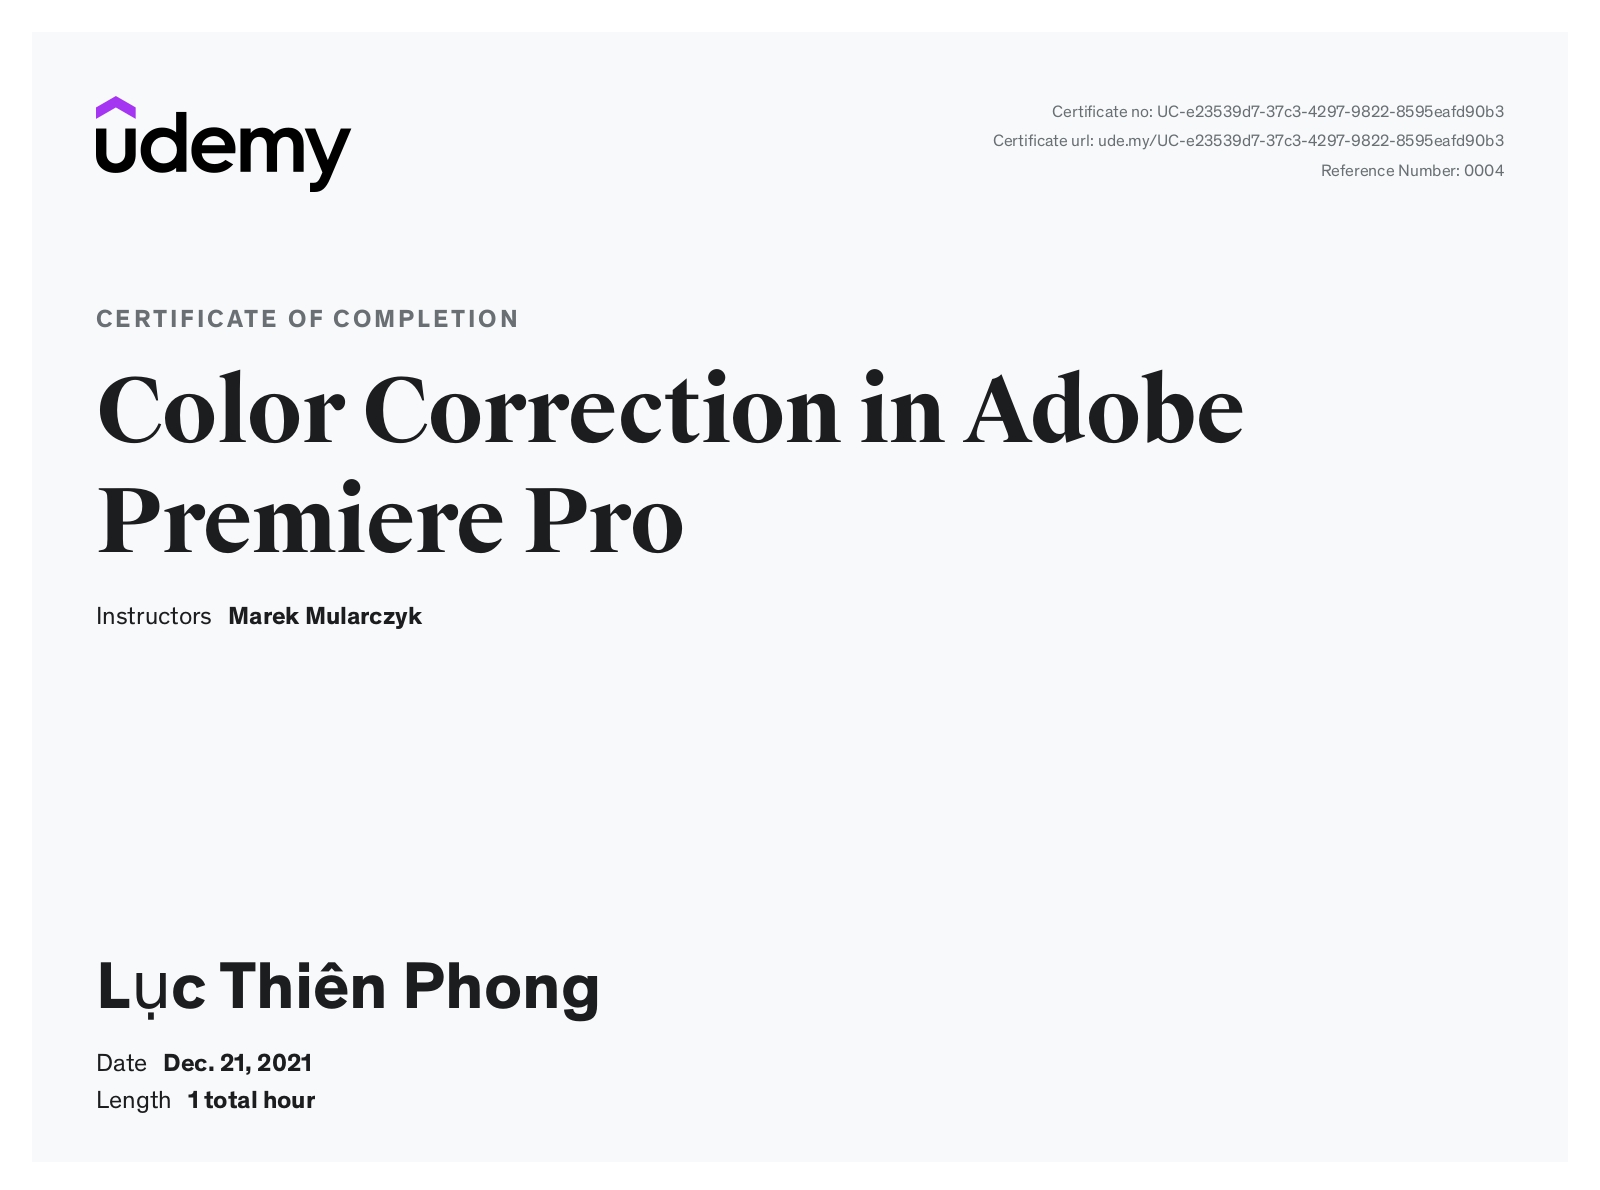 udemy
Certificate no: UC-e23539d7-37c3-4297-9822-8595eafd90b3
Certificate url: ude.my/UC-e23539d7-37c3-4297-9822-8595eafd90b3
Reference Number: 0004
CERTIFICATE OF COMPLETION
Color Correction in Adobe
Premiere Pro
Instructors Marek Mularczyk
Lục Thiên Phong
Date Dec. 21, 2021
Length 1 total hour